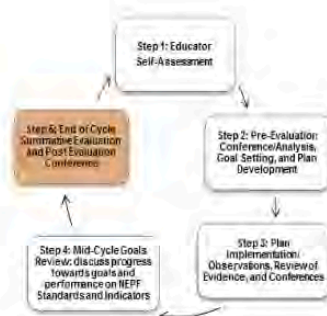 Step 1: Educator
Self-Assessment
Step 2: Pre-Evaluation
Conference/Analysis,
Goal Setting, and Plan
Development
Step 3: Plan
Implementation:
Observations, Review of
Evidence, and Conferences
Step 4: Mid-Cycle Goals
Review: discuss progress
towards goals and
performance on NEPF
Standards and Indicators
Step 5: End of Cycle
Summative Evaluation
and Post Evaluation
Conference